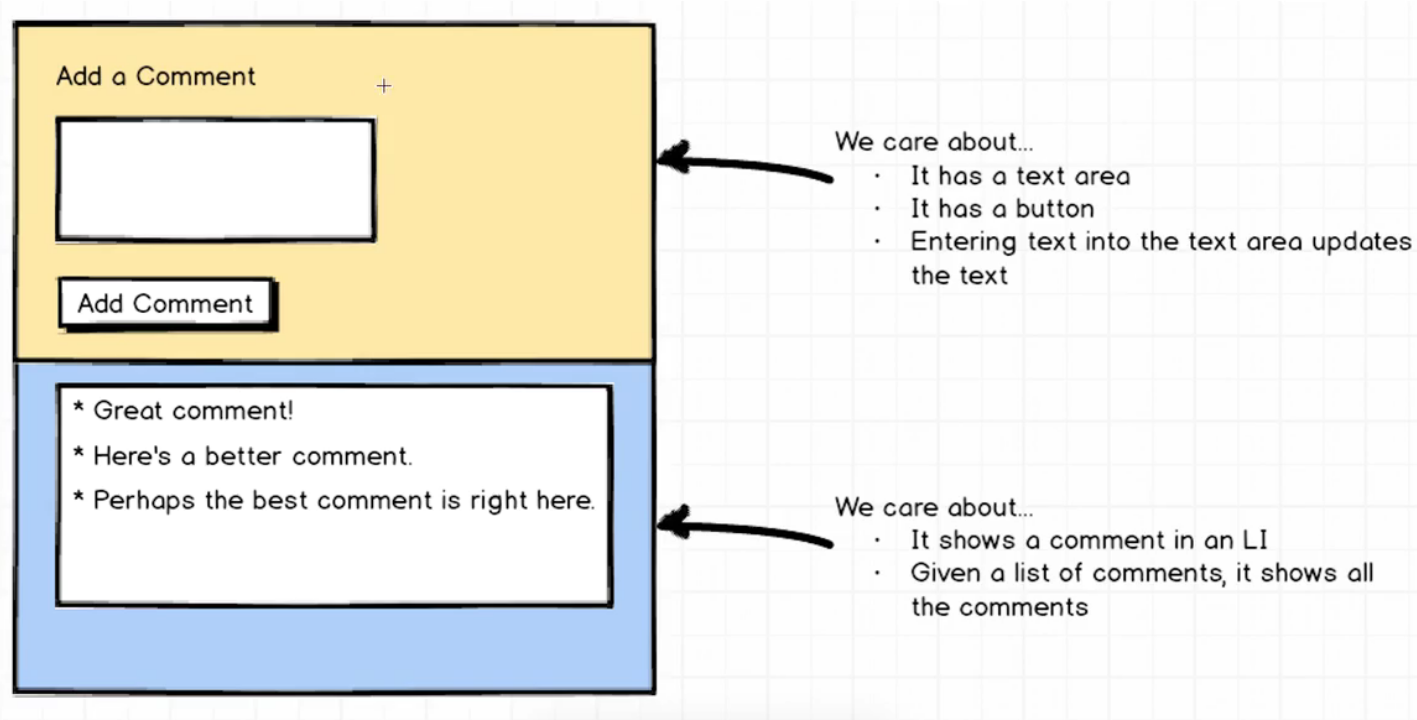 Add a Comment
Add Comment
* Great comment!
* Here's a better comment.
* Perhaps the best comment is right here.
We care about...
· It has a text area
· It has a button
· Entering text into the text area updates
the text
We care about...
· It shows a comment in an LI
· Given a list of comments, it shows all
the comments